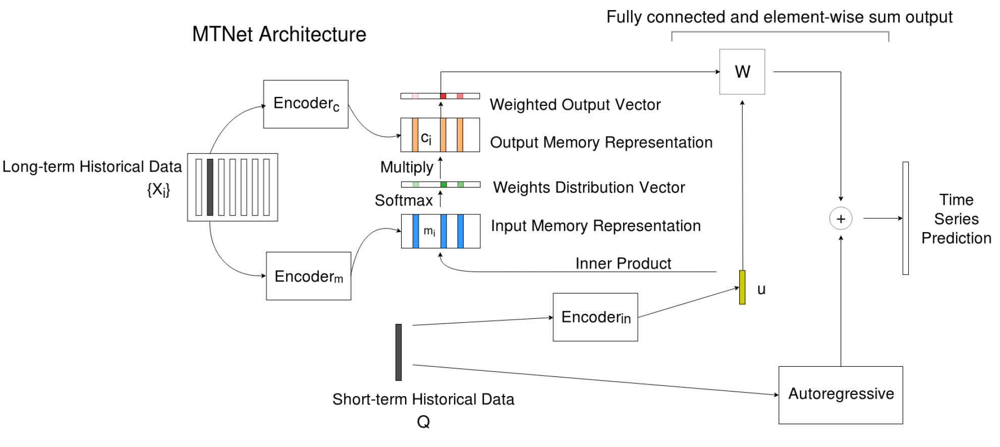 Fully connected and element-wise sum output
MTNet Architecture
W
Encoderc
Weighted Output Vector
ci
Output Memory Representation
Long-term Historical Data
{Xi}
Multiply
Weights Distribution Vector
Softmax
Time
Series
Prediction
+
mi
Input Memory Representation
Inner Product
Encoderm
u
Encoderin
Short-term Historical Data
Q
Autoregressive